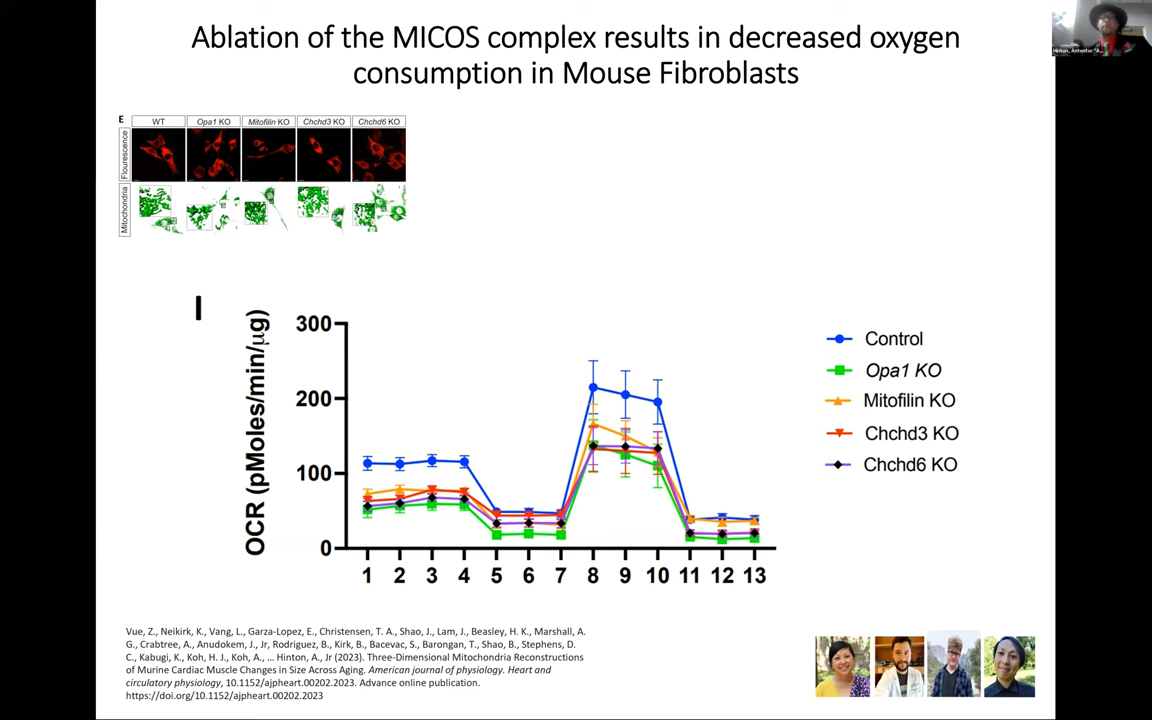 Ablation of the MICOS complex results in decreased oxygen
consumption in Mouse Fibroblasts
Hinton, Antentor "A...
E
WT Opa1 KO Mitofilin KO Chchd3 KO Chchd6 KO
Flourescence
Mitochondria
I
OCR (pMoles/min/µg)
300
200
100
0
1 2 3 4 5 6 7 8 9 10 11 12 13
Control
Opa1 KO
Mitofilin KO
Chchd3 KO
Chchd6 KO
Vue, Z., Neikirk, K., Vang, L., Garza-Lopez, E., Christensen, T. A., Shao, J., Lam, J., Beasley, H. K., Marshall, A.
G., Crabtree, A., Anudokem, J., Jr, Rodriguez, B., Kirk, B., Bacevac, S., Barongan, T., Shao, B., Stephens, D.
C., Kabugi, K., Koh, H. J., Koh, A., ... Hinton, A., Jr (2023). Three-Dimensional Mitochondria Reconstructions
of Murine Cardiac Muscle Changes in Size Across Aging. American journal of physiology. Heart and
circulatory physiology, 10.1152/ajpheart.00202.2023. Advance online publication.
https://doi.org/10.1152/ajpheart.00202.2023